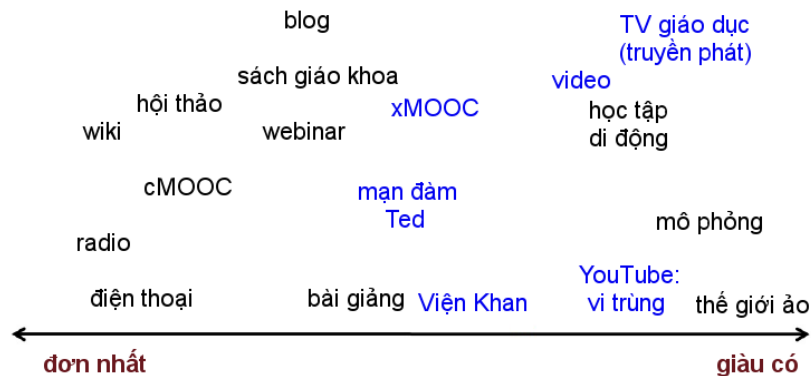 blog
TV giáo dục
(truyền phát)
sách giáo khoa
video
hội thảo
xMOOC
học tập
di động
wiki
webinar
cMOOC
mạn đàm
Ted
mô phỏng
radio
YouTube:
vi trùng
điện thoại
bài giảng
Viện Khan
thế giới ảo
đơn nhất
giàu có